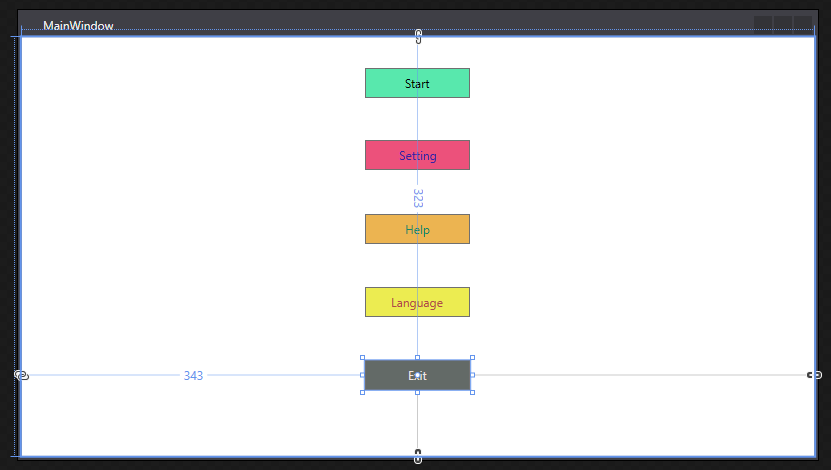 MainWindow
Start
Setting
323
Help
Language
343
Exit